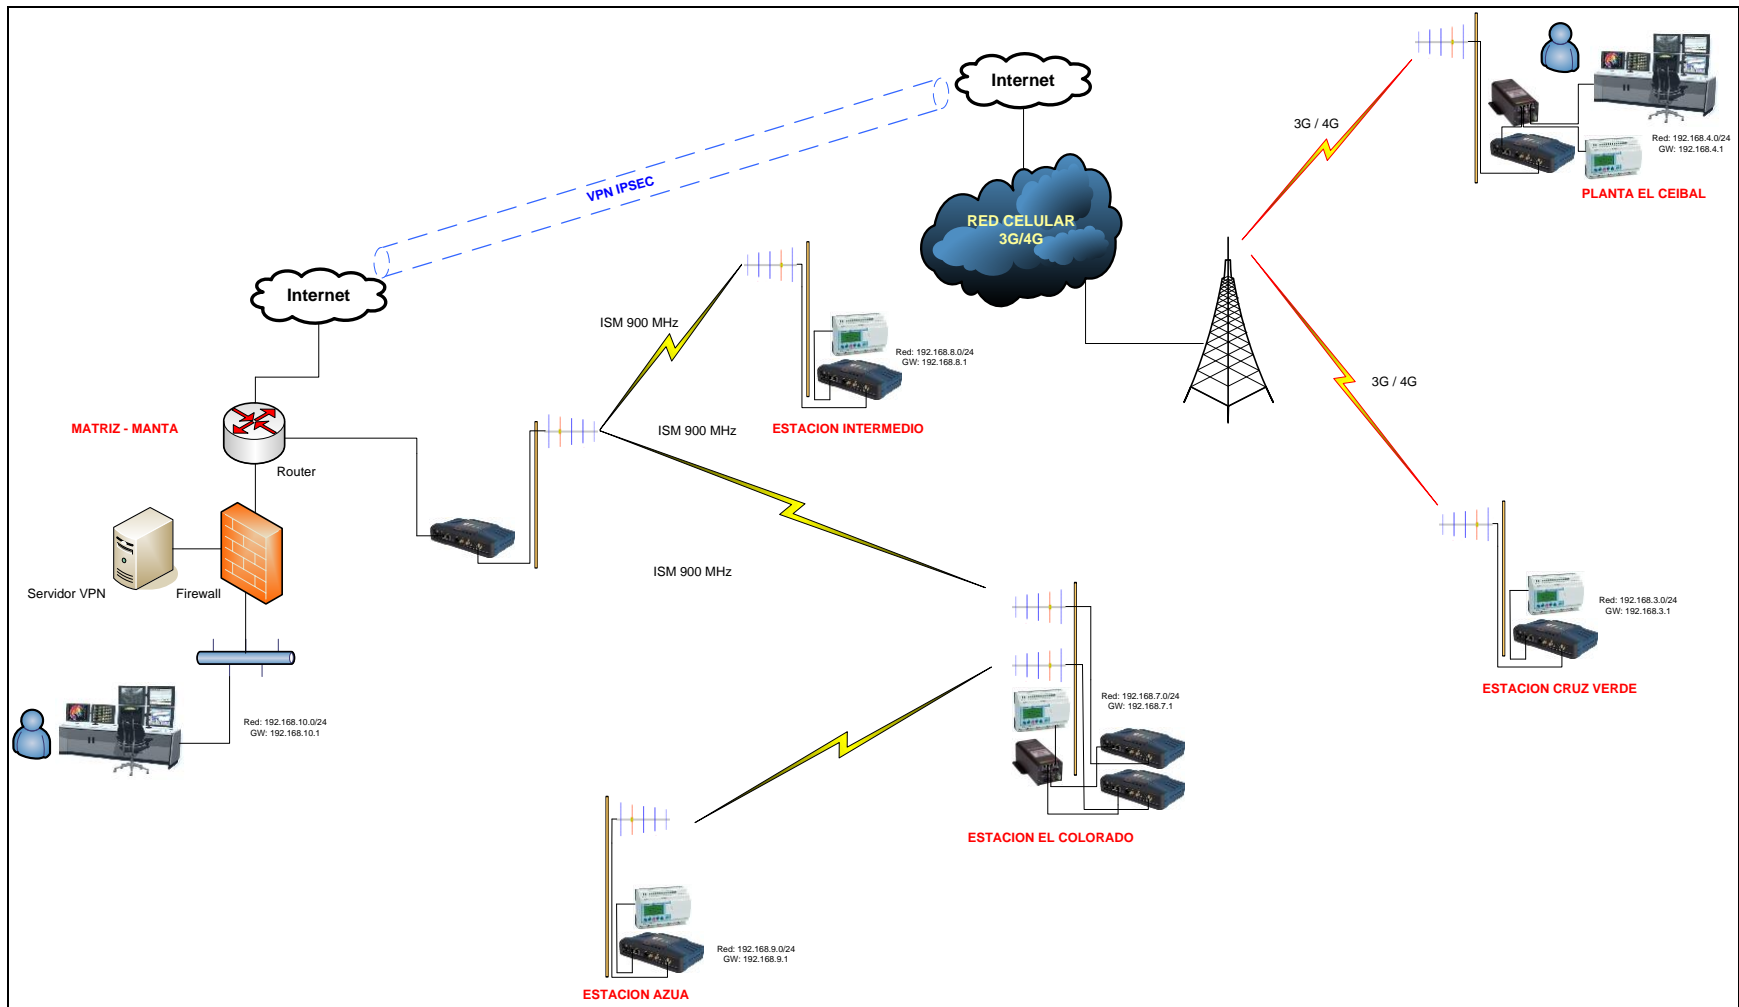 Internet
3G / 4G
Red: 192.168.4.0/24
GW: 192.168.4.1
PLANTA EL CEIBAL
VPN IPSEC
RED CELULAR
3G/4G
Internet
ISM 900 MHz
Red: 192.168.8.0/24
GW: 192.168.8.1
ESTACION INTERMEDIO
3G / 4G
MATRIZ - MANTA
Router
ISM 900 MHz
Servidor VPN
Firewall
ISM 900 MHz
Red: 192.168.3.0/24
GW: 192.168.3.1
ESTACION CRUZ VERDE
Red: 192.168.10.0/24
GW: 192.168.10.1
Red: 192.168.7.0/24
GW: 192.168.7.1
ESTACION EL COLORADO
Red: 192.168.9.0/24
GW: 192.168.9.1
ESTACION AZUA